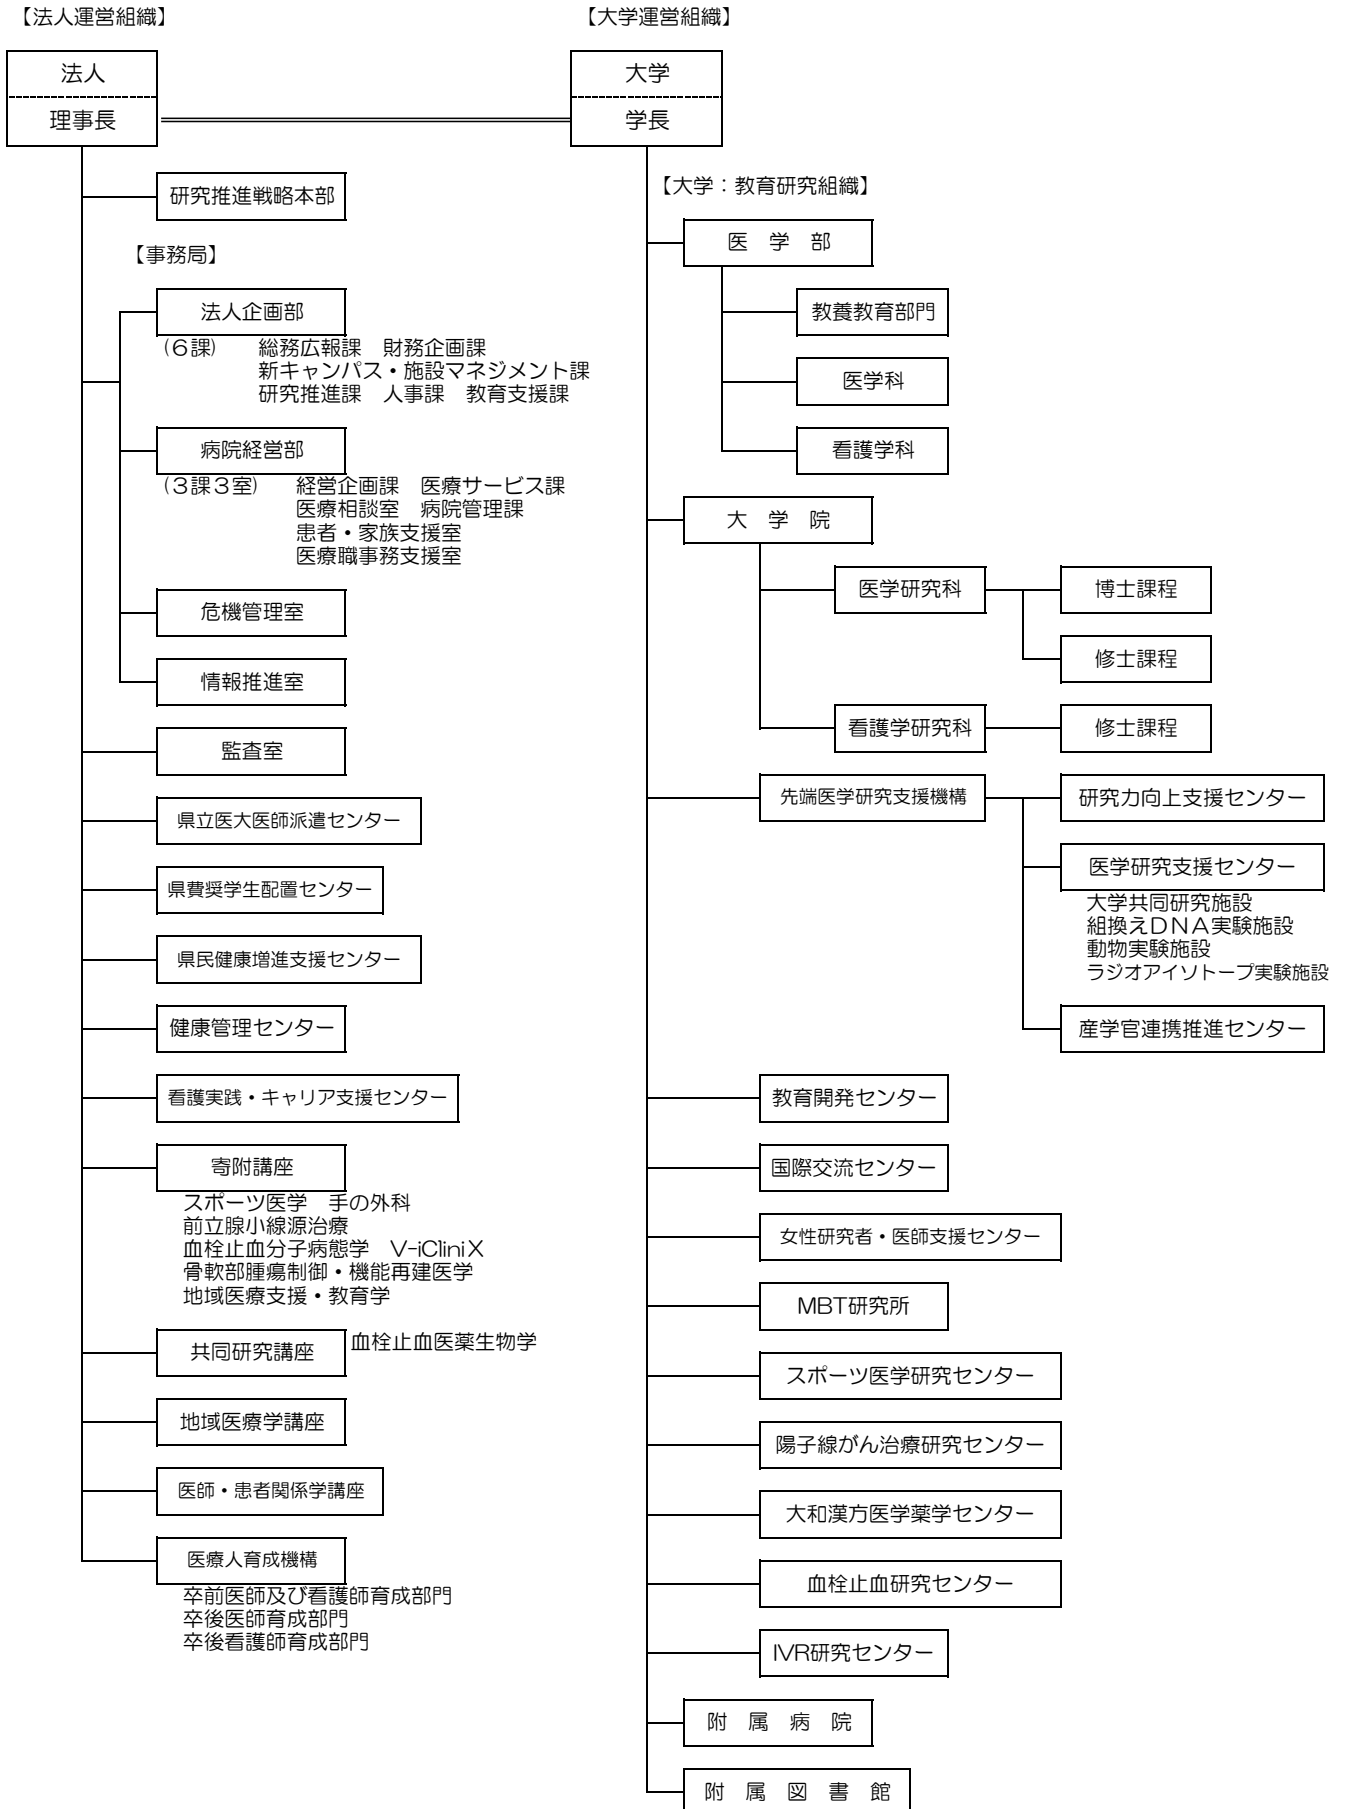 【法人運営組織】
法人
理事長
研究推進戦略本部
【事務局】
法人企画部
(6課)　総務広報課　財務企画課
新キャンパス・施設マネジメント課
研究推進課　人事課　教育支援課
病院経営部
(3課3室)　経営企画課　医療サービス課
医療相談室　病院管理課
患者・家族支援室
医療職事務支援室
危機管理室
情報推進室
監査室
県立医大医師派遣センター
県費奨学生配置センター
県民健康増進支援センター
健康管理センター
看護実践・キャリア支援センター
寄附講座
スポーツ医学　手の外科
前立腺小線源治療
血栓止血分子病態学　V-iCliniX
骨軟部腫瘍制御・機能再建医学
地域医療支援・教育学
共同研究講座
血栓止血医薬生物学
地域医療学講座
医師・患者関係学講座
医療人育成機構
卒前医師及び看護師育成部門
卒後医師育成部門
卒後看護師育成部門
【大学運営組織】
大学
学長
【大学：教育研究組織】
医　学　部
教養教育部門
医学科
看護学科
大　学　院
医学研究科
博士課程
修士課程
看護学研究科
修士課程
先端医学研究支援機構
研究力向上支援センター
医学研究支援センター
大学共同研究施設
組換えDNA実験施設
動物実験施設
ラジオアイソトープ実験施設
産学官連携推進センター
教育開発センター
国際交流センター
女性研究者・医師支援センター
MBT研究所
スポーツ医学研究センター
陽子線がん治療研究センター
大和漢方医学薬学センター
血栓止血研究センター
IVR研究センター
附　属　病　院
附　属　図　書　館